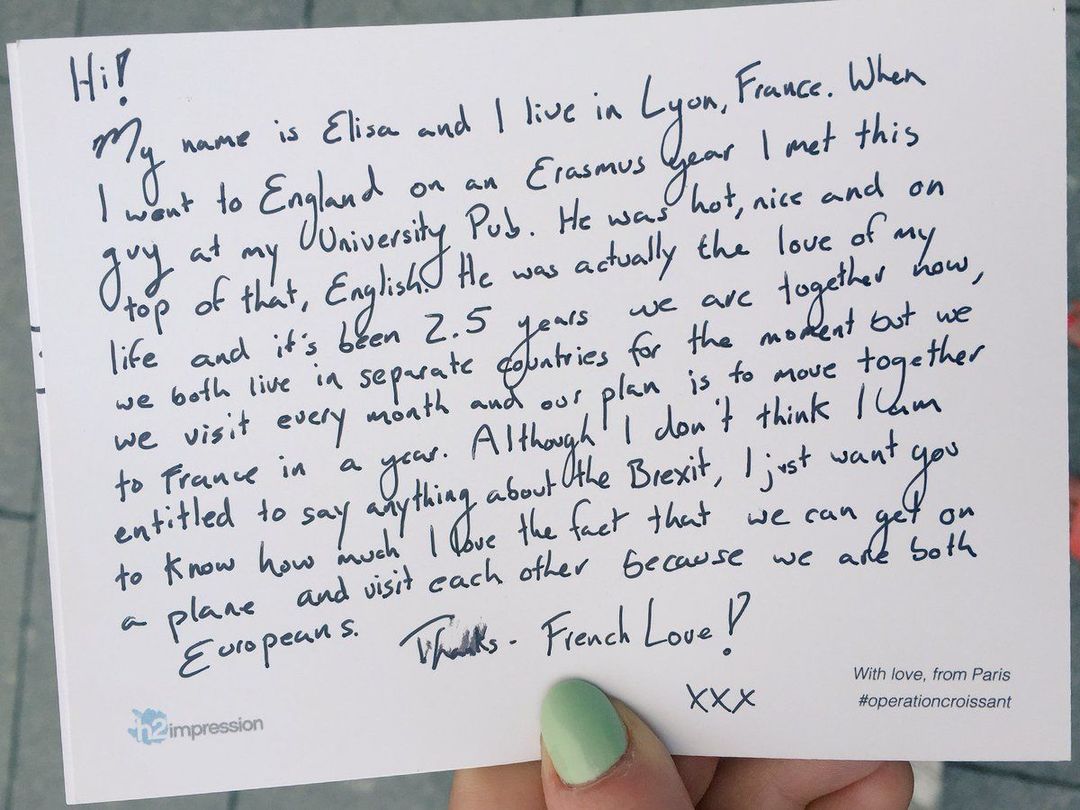 Hi!
My name is Elisa and I live in Lyon, France. When
I went to England on an Erasmus year I met this
guy at my University Pub. He was hot, nice and on
top of that, English. He was actually the love of my
life and it's been 2.5 years we are together now,
we both live in separate countries for the moment but we
we visit every month and our plan is to move together
to France in a year. Although I don't think I am
entitled to say anything about the Brexit, I just want you
to know how much I love the fact that we can get on
a plane and visit each other because we are both
Europeans. Thanks - French Love!
xxx
With love, from Paris
#operationcroissant
h2impression